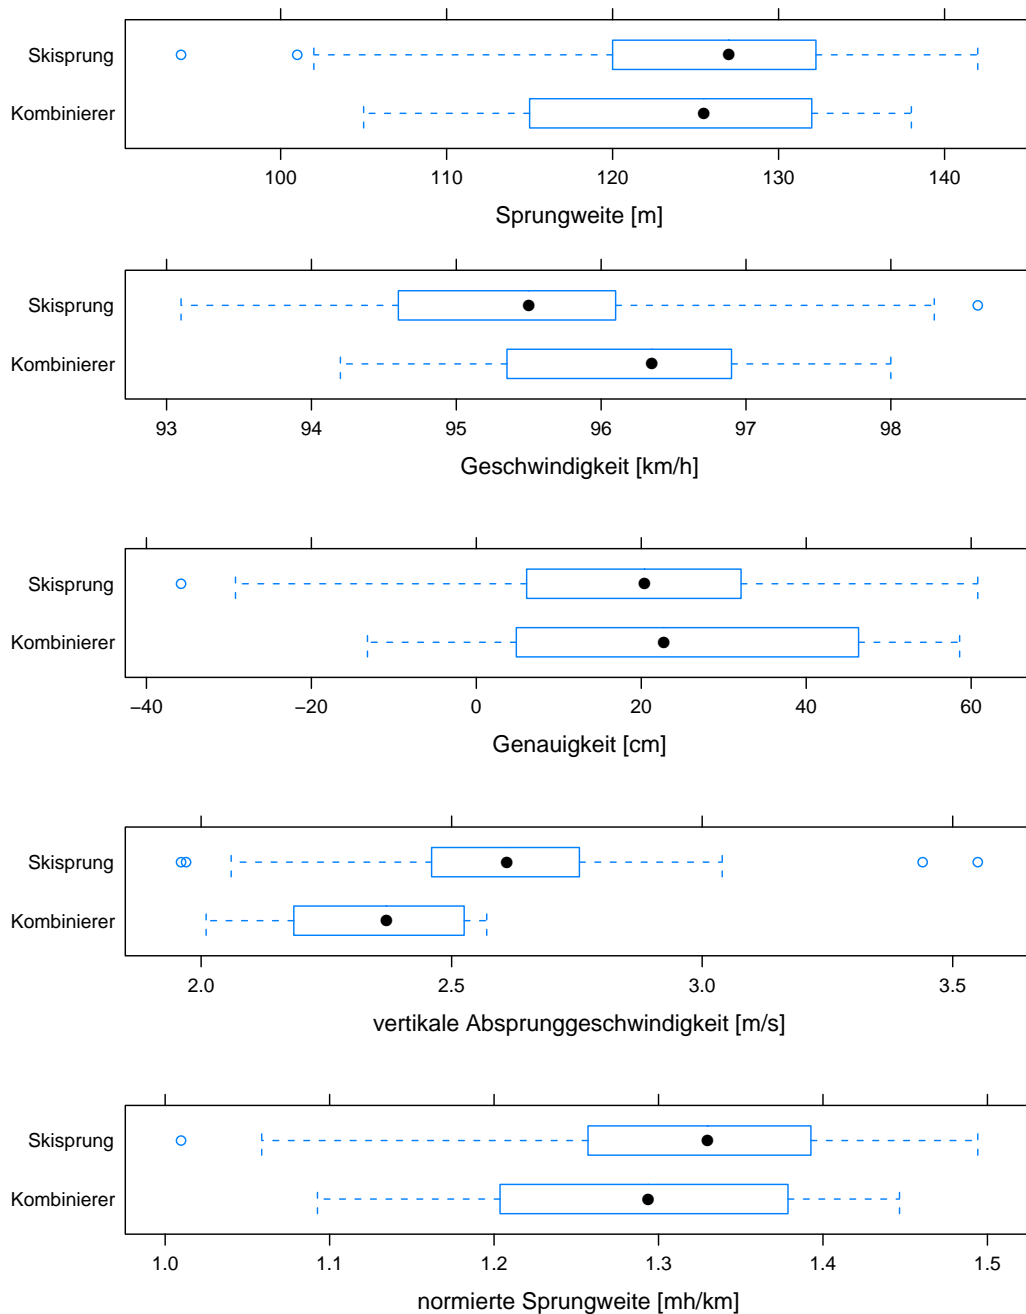 Skisprung
Kombinierer
100 110 120 130 140
Sprungweite [m]
Skisprung
Kombinierer
93 94 95 96 97 98
Geschwindigkeit [km/h]
Skisprung
Kombinierer
−40 −20 0 20 40 60
Genauigkeit [cm]
Skisprung
Kombinierer
2.0 2.5 3.0 3.5
vertikale Absprunggeschwindigkeit [m/s]
Skisprung
Kombinierer
1.0 1.1 1.2 1.3 1.4 1.5
normierte Sprungweite [mh/km]